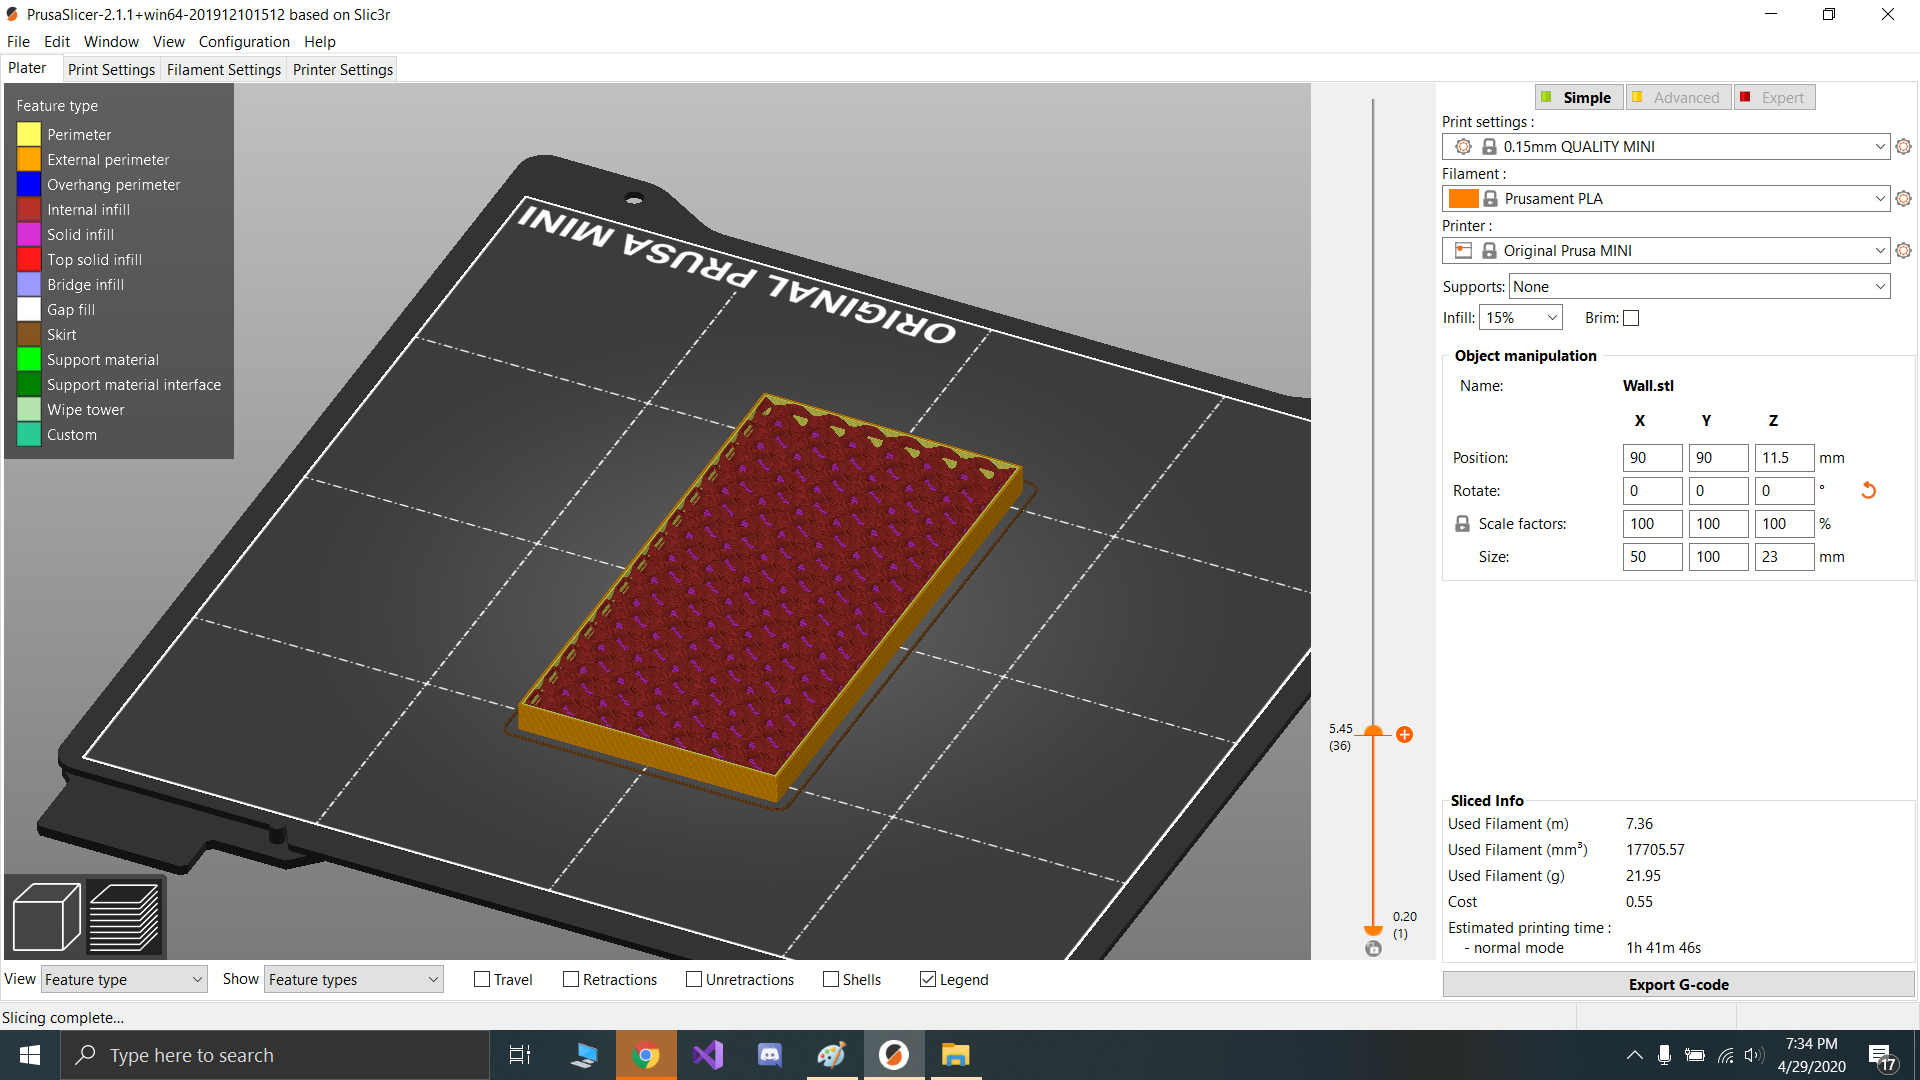 PrusaSlicer-2.1.1+win64-201912101512 based on Slic3r
File Edit Window View Configuration Help
Plater Print Settings Filament Settings Printer Settings
Feature type
Perimeter
External perimeter
Overhang perimeter
Internal infill
Solid infill
Top solid infill
Bridge infill
Gap fill
Skirt
Support material
Support material interface
Wipe tower
Custom
ORIGINAL PRUSA MINI
5.45
(36)
0.20
(1)
Simple Advanced Expert
Print settings :
0.15mm QUALITY MINI
Filament :
Prusament PLA
Printer :
Original Prusa MINI
Supports: None
Infill: 15% Brim:
Object manipulation
Name: Wall.stl
X Y Z
Position: 90 90 11.5 mm
Rotate: 0 0 0 °
Scale factors: 100 100 100 %
Size: 50 100 23 mm
Sliced Info
Used Filament (m) 7.36
Used Filament (mm³) 17705.57
Used Filament (g) 21.95
Cost 0.55
Estimated printing time :
- normal mode 1h 41m 46s
Export G-code
View Feature type Show Feature types Travel Retractions Unretractions Shells Legend
Slicing complete...
Type here to search
7:34 PM
4/29/2020
17